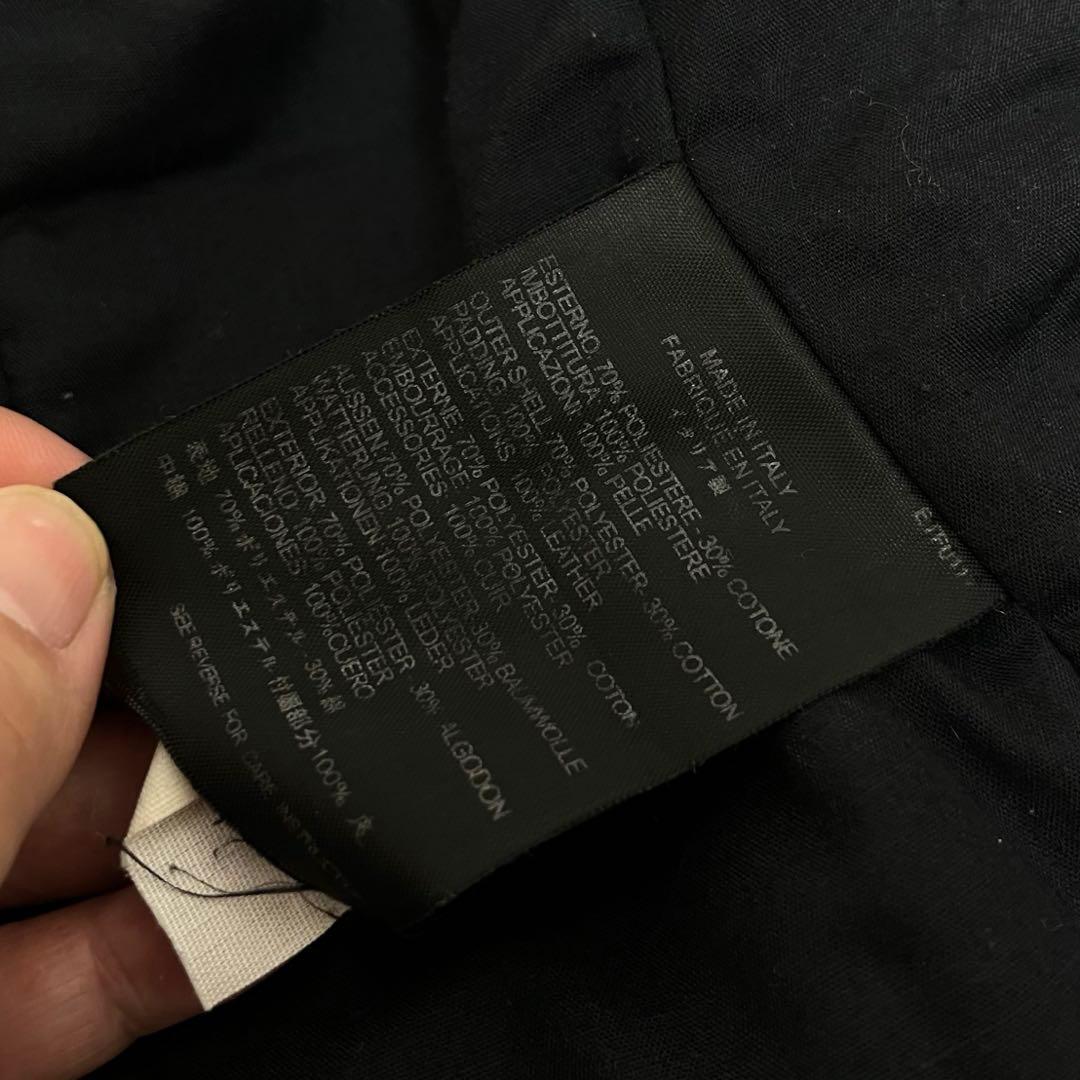 MADE IN ITALY
FABRIQUE EN ITALY
イタリア製
ESTERNO, 70% POLIESTERE-30% COTONE
IMBOTTITURA 100% POLIESTERE
APPLICAZIONI 100% PELLE
OUTER SHELL, 70% POLYESTER-30% COTTON
PADDING, 100% POLYESTER
APPLICATIONS, 100% LEATHER
EXTERNE, 70% POLYESTER-30% COTON
EMBOURRAGE, 100% POLYESTER
ACCESSORIES, 100% CUIR
AUSSEN 70% POLYESTER-30% BAUMWOLLE
WATTIERUNG, 100% POLYESTER
APPLIKATIONEN 100% LEDER
EXTERIOR, 70% POLIESTER- 30% ALGODON
RELLENO, 100% POLIESTER
APLICACIONES, 100%CUERO
表地 70% ポリエステル - 30% 綿
中綿 100% ポリエステル 付属部分 100% 皮
SEE REVERSE FOR CARE